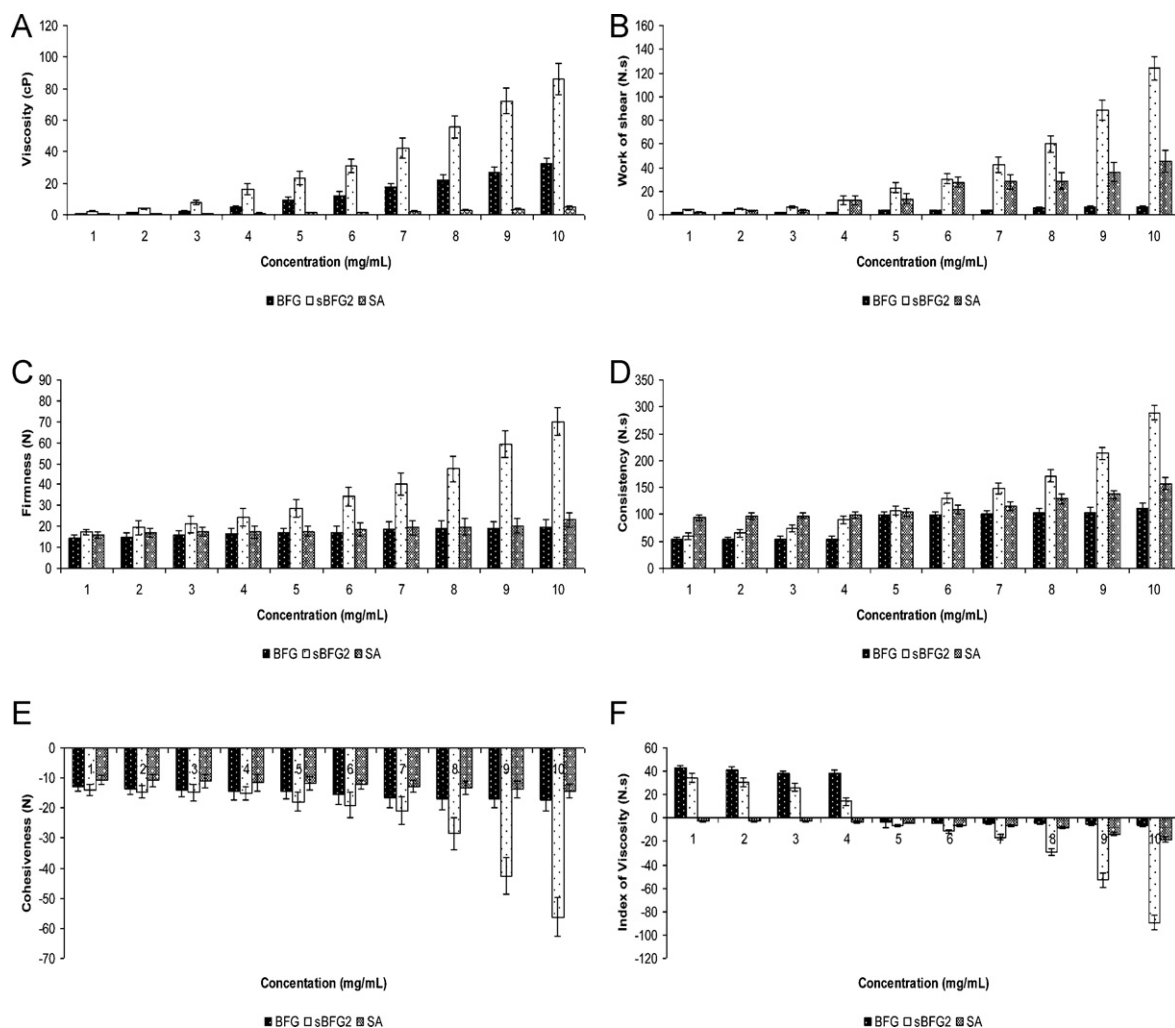 A
Viscosity (cP)
120
100
80
60
40
20
0
1 2 3 4 5 6 7 8 9 10
Concentration (mg/mL)
BFG sBFG2 SA
B
Work of shear (N.s)
160
140
120
100
80
60
40
20
0
1 2 3 4 5 6 7 8 9 10
Concentration (mg/mL)
BFG sBFG2 SA
C
Firmness (N)
90
80
70
60
50
40
30
20
10
0
1 2 3 4 5 6 7 8 9 10
Concentration (mg/mL)
BFG sBFG2 SA
D
Consistency (N.s)
350
300
250
200
150
100
50
0
1 2 3 4 5 6 7 8 9 10
Concentration (mg/mL)
BFG sBFG2 SA
E
Cohesiveness (N)
0
-10
-20
-30
-40
-50
-60
-70
1 2 3 4 5 6 7 8 9 10
Concentation (mg/mL)
BFG sBFG2 SA
F
Index of Viscosity (N.s)
60
40
20
0
-20
-40
-60
-80
-100
-120
1 2 3 4 5 6 7 8 9 10
Concentration (mg/mL)
BFG sBFG2 SA